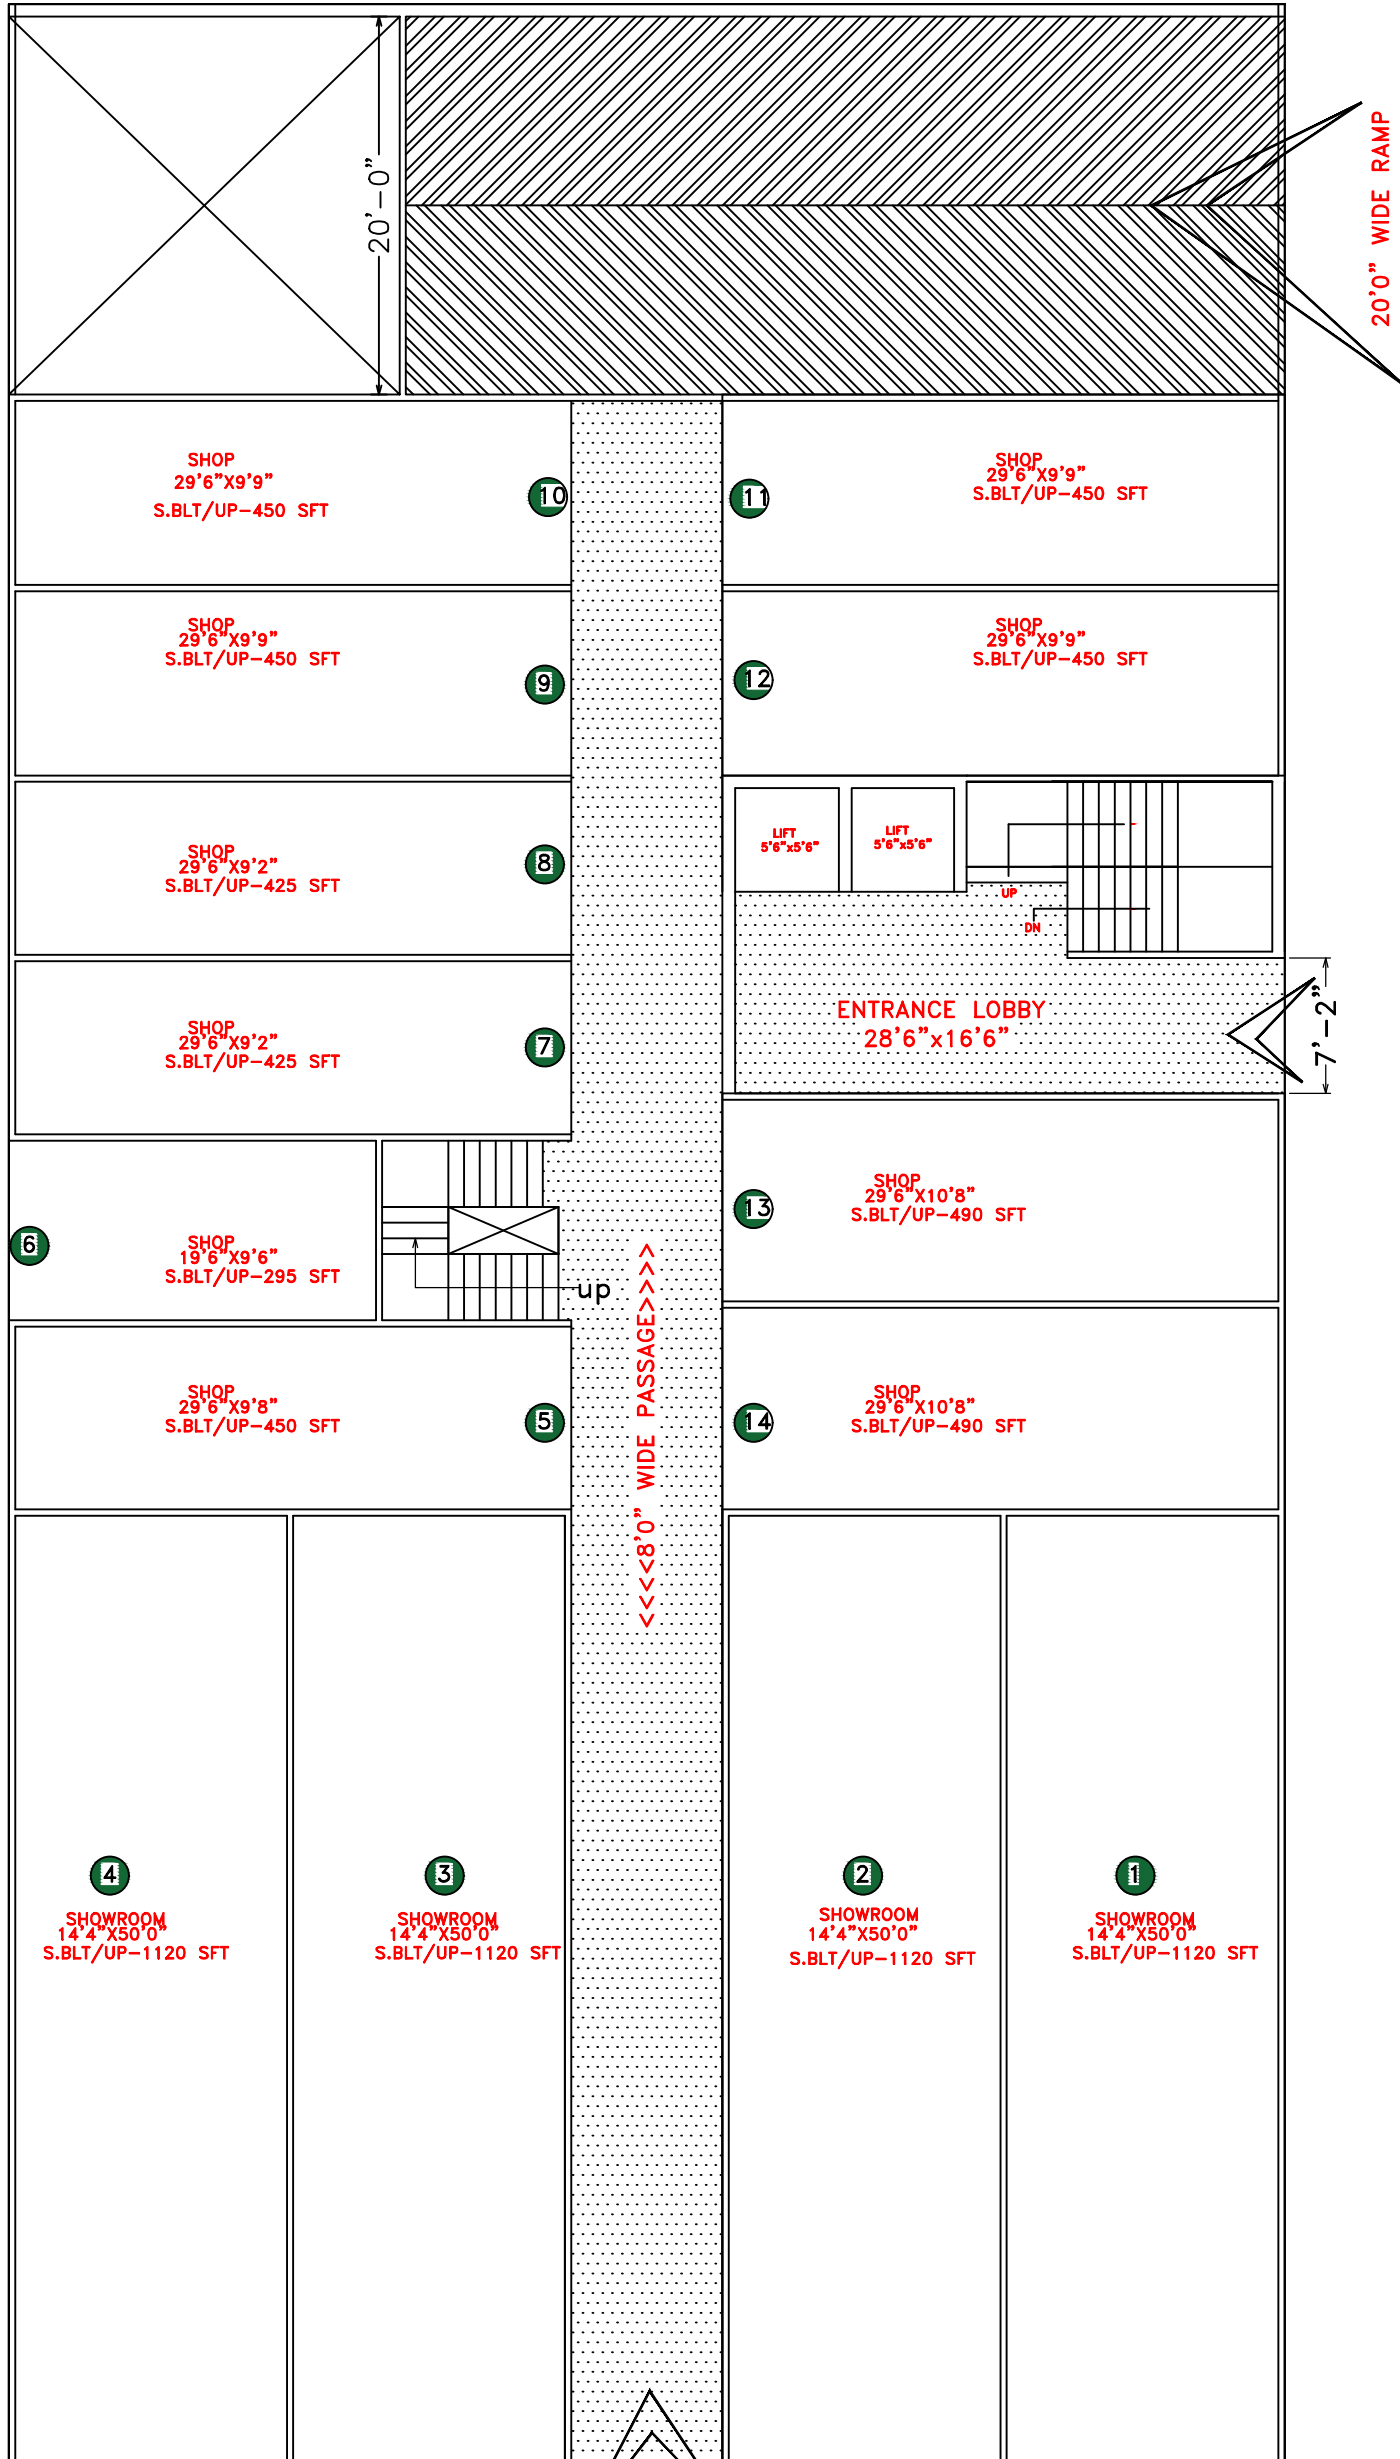 20'0" WIDE RAMP
20'-0"
SHOP
29'6"X9'9"
S.BLT/UP-450 SFT
10
11
SHOP
29'6"X9'9"
S.BLT/UP-450 SFT
SHOP
29'6"X9'9"
S.BLT/UP-450 SFT
9
12
SHOP
29'6"X9'9"
S.BLT/UP-450 SFT
SHOP
29'6"X9'2"
S.BLT/UP-425 SFT
8
LIFT
5'6"x5'6"
LIFT
5'6"x5'6"
UP
DN
ENTRANCE LOBBY
28'6"x16'6"
7'-2"
SHOP
29'6"X9'2"
S.BLT/UP-425 SFT
7
13
SHOP
29'6"X10'8"
S.BLT/UP-490 SFT
6
SHOP
19'6"X9'6"
S.BLT/UP-295 SFT
up
<<<<8'0" WIDE PASSAGE>>>>
SHOP
29'6"X9'8"
S.BLT/UP-450 SFT
5
14
SHOP
29'6"X10'8"
S.BLT/UP-490 SFT
4
SHOWROOM
14'4"X50'0"
S.BLT/UP-1120 SFT
3
SHOWROOM
14'4"X50'0"
S.BLT/UP-1120 SFT
2
SHOWROOM
14'4"X50'0"
S.BLT/UP-1120 SFT
1
SHOWROOM
14'4"X50'0"
S.BLT/UP-1120 SFT